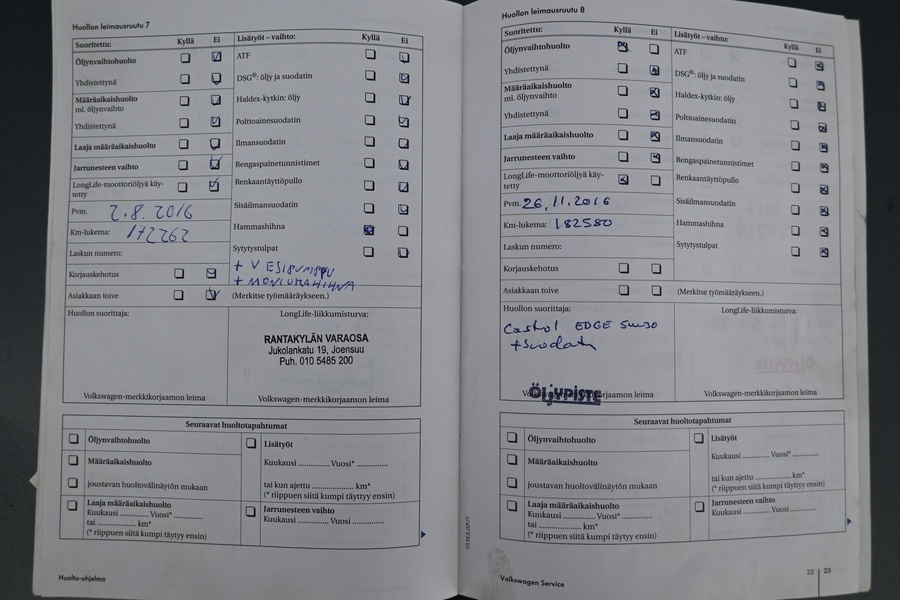 Huollon leimausruutu 7
Suoritettu: Kyllä Ei Lisätyöt – vaihto: Kyllä Ei
Öljynvaihtohuolto
Yhdistettynä
Määräaikaishuolto
ml. öljynvaihto
Yhdistettynä
Laaja määräaikaishuolto
Jarrunesteen vaihto
LongLife-moottoriöljyä käy-
tetty
Pvm. 2.8. 2016
Km-lukema: 172262
Laskun numero:
Korjauskehotus
Asiakkaan toive
ATF
DSG®: öljy ja suodatin
Haldex-kytkin: öljy
Polttoainesuodatin
Ilmansuodatin
Rengaspainetunnistimet
Renkaantäyttöpullo
Sisäilmansuodatin
Hammashihna
Sytytystulpat
+ VESIPUMPPU
+ MONIURAHIHNA
(Merkitse työmääräykseen.)
Huollon suorittaja:
LongLife-liikkumisturva:
RANTAKYLÄN VARAOSA
Jukolankatu 19, Joensuu
Puh. 010 5485 200
Volkswagen-merkkikorjaamon leima
Volkswagen-merkkikorjaamon leima
Seuraavat huoltotapahtumat
Öljynvaihtohuolto
Määräaikaishuolto
joustavan huoltovälinäytön mukaan
Laaja määräaikaishuolto
Kuukausi .............. Vuosi* ..............
tai .................. km*
(* riippuen siitä kumpi täytyy ensin)
Lisätyöt
Kuukausi .............. Vuosi* ..............
tai kun ajettu .................. km*
(* riippuen siitä kumpi täyttyy ensin)
Jarrunesteen vaihto
Kuukausi .............. Vuosi ..............
Huolto-ohjelma
Huollon leimausruutu 8
Suoritettu: Kyllä Ei Lisätyöt – vaihto: Kyllä Ei
Öljynvaihtohuolto
Yhdistettynä
Määräaikaishuolto
ml. öljynvaihto
Yhdistettynä
Laaja määräaikaishuolto
Jarrunesteen vaihto
LongLife-moottoriöljyä käy-
tetty
Pvm. 26.11.2016
Km-lukema: 182580
Laskun numero:
Korjauskehotus
Asiakkaan toive
ATF
DSG®: öljy ja suodatin
Haldex-kytkin: öljy
Polttoainesuodatin
Ilmansuodatin
Rengaspainetunnistimet
Renkaantäyttöpullo
Sisäilmansuodatin
Hammashihna
Sytytystulpat
(Merkitse työmääräykseen.)
Huollon suorittaja:
LongLife-liikkumisturva:
Castrol EDGE 5w30
+Suodatin
ÖLJYPISTE
Volkswagen-merkkikorjaamon leima
Volkswagen-merkkikorjaamon leima
Seuraavat huoltotapahtumat
Öljynvaihtohuolto
Määräaikaishuolto
joustavan huoltovälinäytön mukaan
Laaja määräaikaishuolto
Kuukausi .............. Vuosi* ..............
tai .................. km*
(* riippuen siitä kumpi täytyy ensin)
Lisätyöt
Kuukausi .............. Vuosi* ..............
tai kun ajettu .................. km*
(* riippuen siitä kumpi täyttyy ensin)
Jarrunesteen vaihto
Kuukausi .............. Vuosi ..............
Volkswagen Service
22 | 23